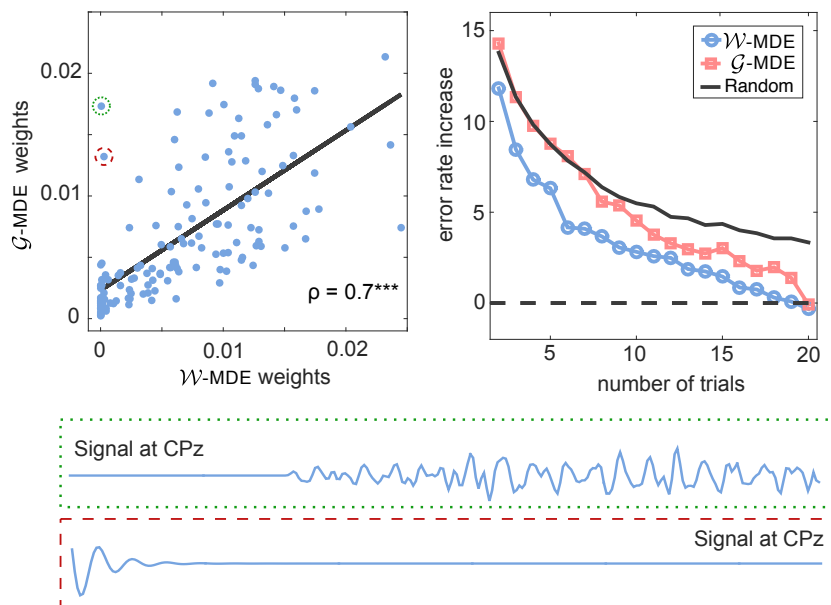 0.02
0.01
0
𝒢-MDE weights
ρ = 0.7***
0
0.01
0.02
𝒲-MDE weights
15
10
5
0
error rate increase
𝒲-MDE
𝒢-MDE
Random
5
10
15
20
number of trials
Signal at CPz
Signal at CPz